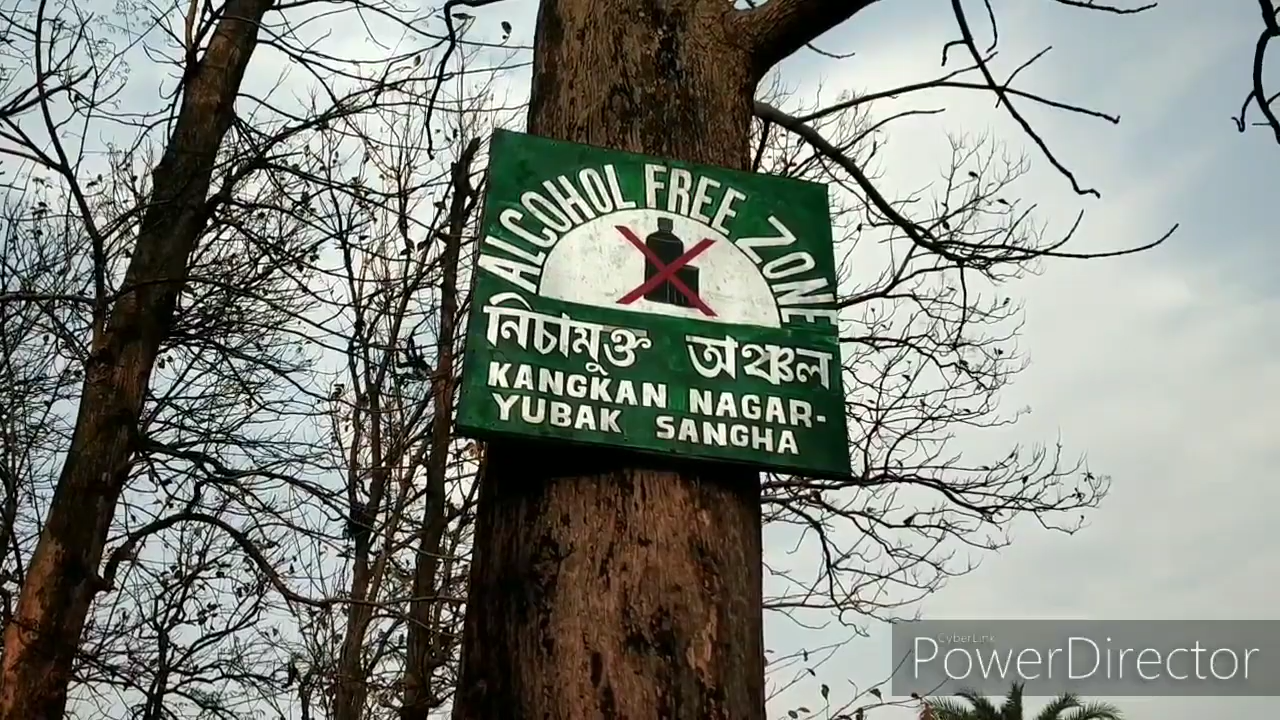 ALCOHOL FREE ZONE
নিচামুক্ত অঞ্চল
KANGKAN NAGAR-
YUBAK SANGHA
CyberLink
PowerDirector